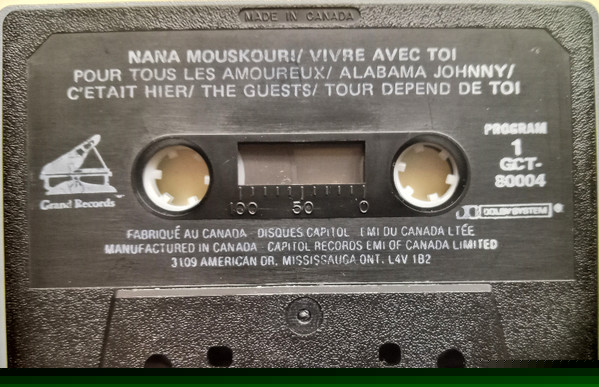 MADE IN CANADA
NANA MOUSKOURI/ VIVRE AVEC TOI
POUR TOUS LES AMOUREUX/ ALABAMA JOHNNY/
C'ETAIT HIER/ THE GUESTS/ TOUR DEPEND DE TOI
PROGRAM
1
GCT-
80004
Grand Records
100 50 0
DOLBY SYSTEM
FABRIQUÉ AU CANADA DISQUES CAPITOL - EMI DU CANADA LTÉE
MANUFACTURED IN CANADA CAPITOL RECORDS EMI OF CANADA LIMITED
3109 AMERICAN DR. MISSISSAUGA ONT. L4V 1B2